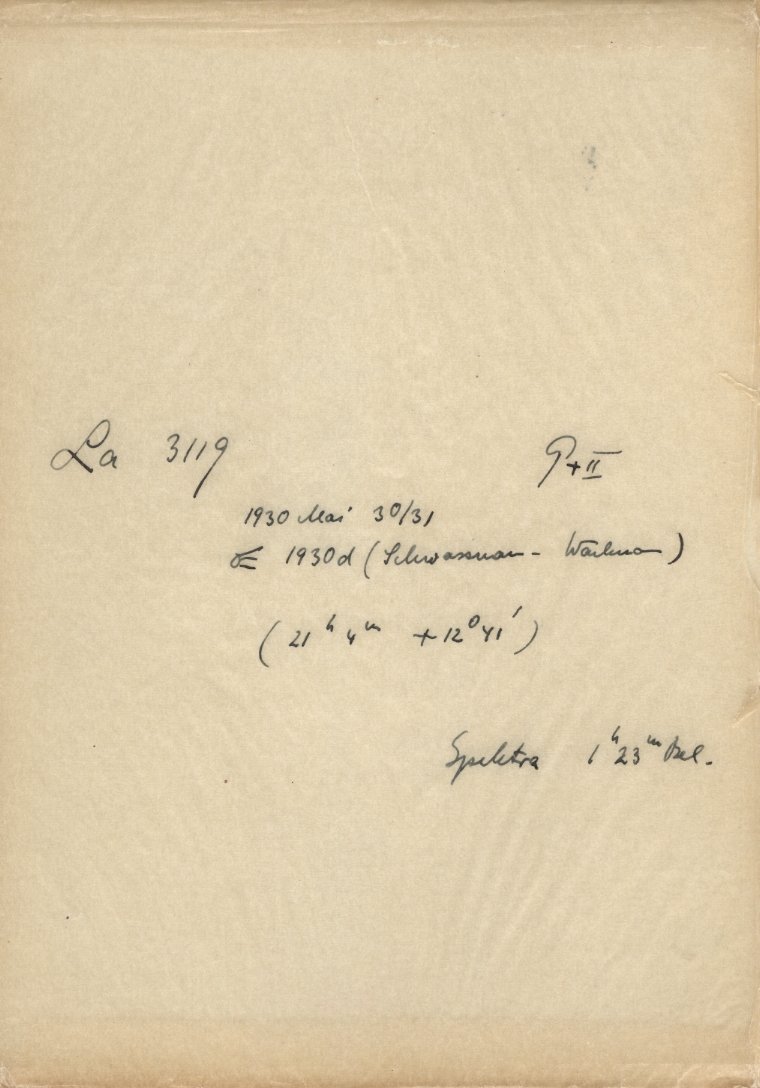 La 3119 P+II
1930 Mai 30/31
☄ 1930d (Schwassmann - Wachmann)
(21ʰ 4ᵐ +12° 41')
Spektra 1ʰ 23ᵐ Bel.